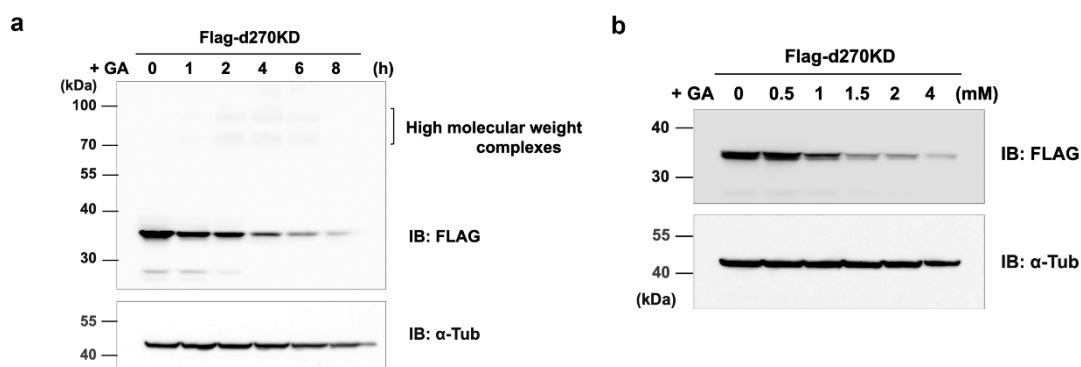 a
Flag-d270KD
+ GA 0 1 2 4 6 8 (h)
(kDa)
100
70
55
40
30
High molecular weight
complexes
IB: FLAG
55
40
IB: α-Tub
b
Flag-d270KD
+ GA 0 0.5 1 1.5 2 4 (mM)
40
30
IB: FLAG
55
40
(kDa)
IB: α-Tub